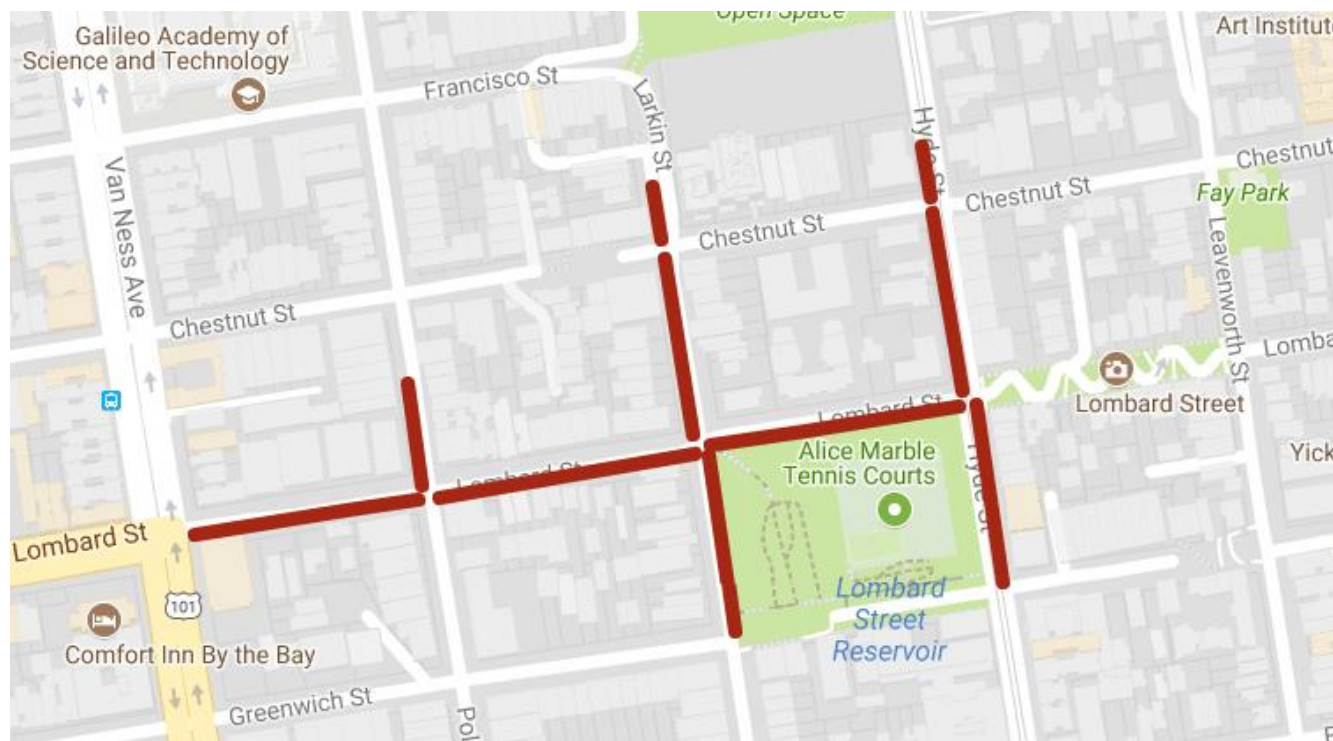 Open Space
Galileo Academy of
Science and Technology
Art Institute
Francisco St
Larkin St
Hyde St
Chestnut
Chestnut St
Fay Park
Van Ness Ave
Chestnut St
Leavenworth St
Chestnut St
Lombard Street
Lombard St
Alice Marble
Tennis Courts
Lombard St
Hyde St
Lombard St
101
Lombard
Street
Reservoir
Comfort Inn By the Bay
Greenwich St